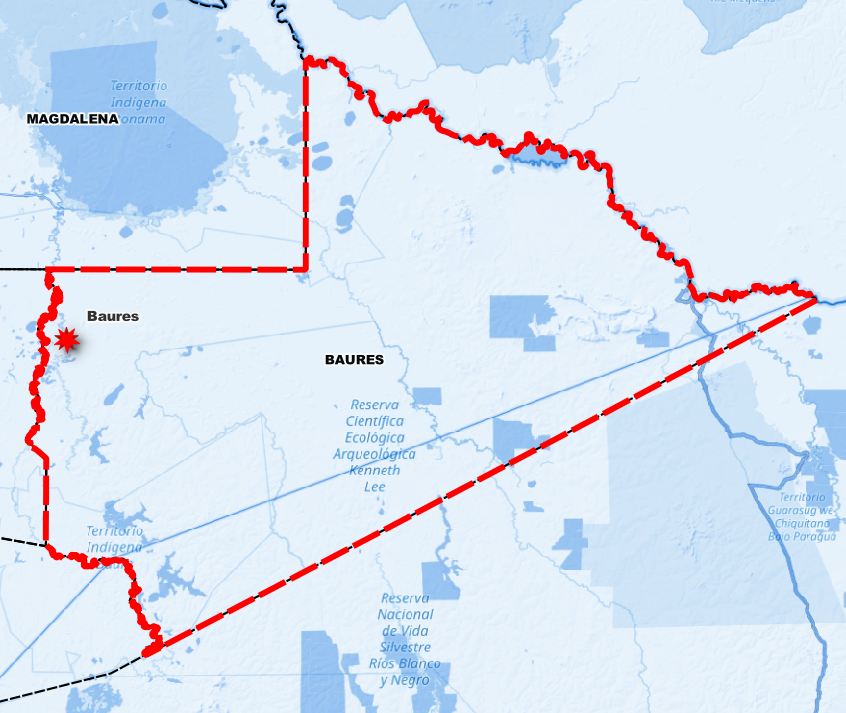 Territorio
Indígena
MAGDALENA
onama
Baures
BAURES
Reserva
Científica
Ecológica
Arqueológica
Kenneth
Lee
Territorio
Guarasug we
Chiquitano
Bajo Paragua
Territorio
Indígena
Reserva
Nacional
de Vida
Silvestre
Ríos Blanco
y Negro